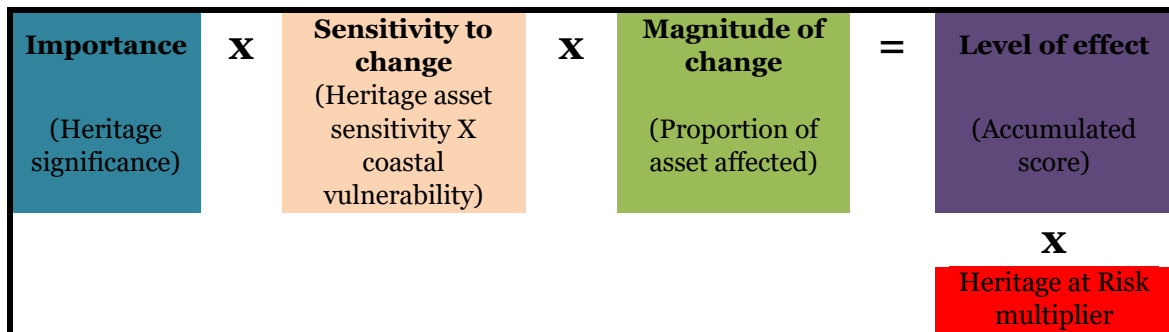 Importance
(Heritage
significance)
x
Sensitivity to
change
(Heritage asset
sensitivity X
coastal
vulnerability)
x
Magnitude of
change
(Proportion of
asset affected)
=
Level of effect
(Accumulated
score)
x
Heritage at Risk
multiplier